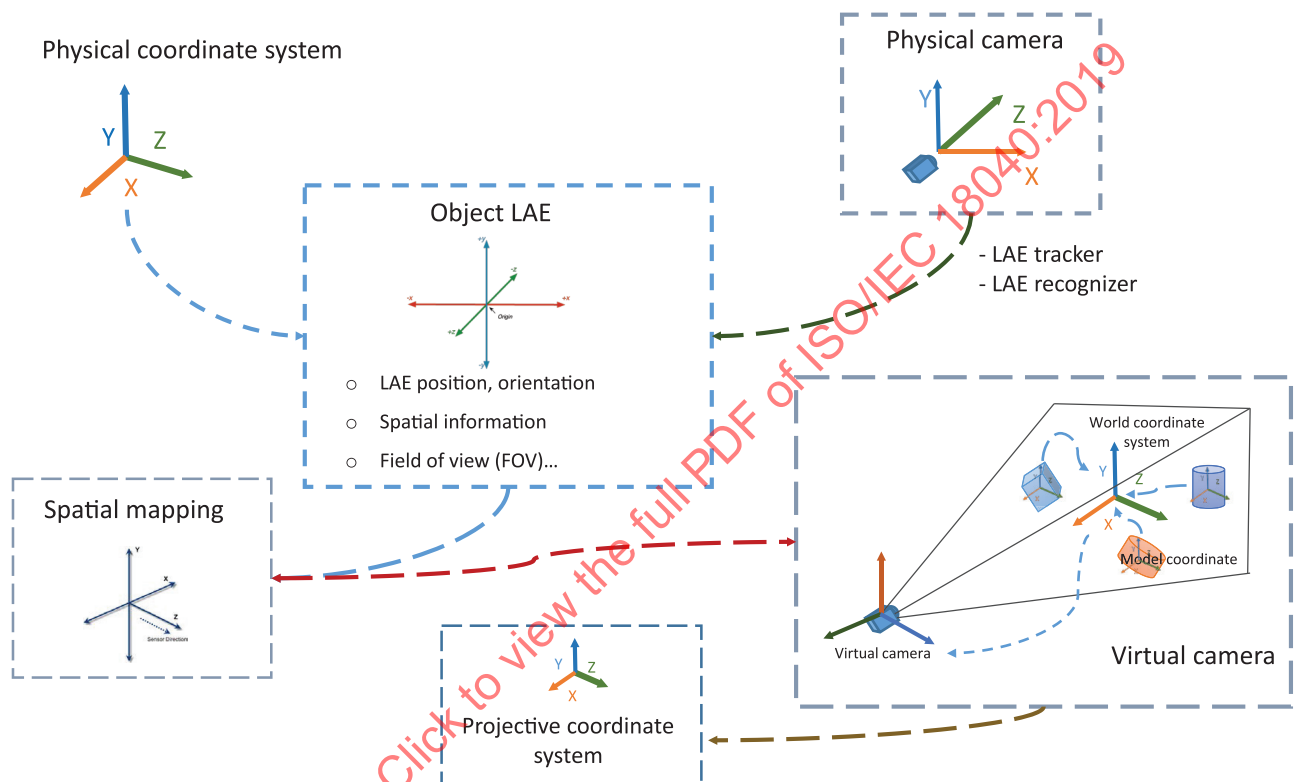 Physical coordinate system
Y
Z
X
Physical camera
Y
Z
X
- LAE tracker
- LAE recognizer
Object LAE
+y
-z
-x
+x
Origin
+z
-y
○ LAE position, orientation
○ Spatial information
○ Field of view (FOV)...
Spatial mapping
Y
X
Z
Sensor Direction
World coordinate
system
Y
Z
X
Model coordinate
Virtual camera
Virtual camera
Y
Z
X
Projective coordinate
system
Click to view the full PDF of ISO/IEC 18040:2019